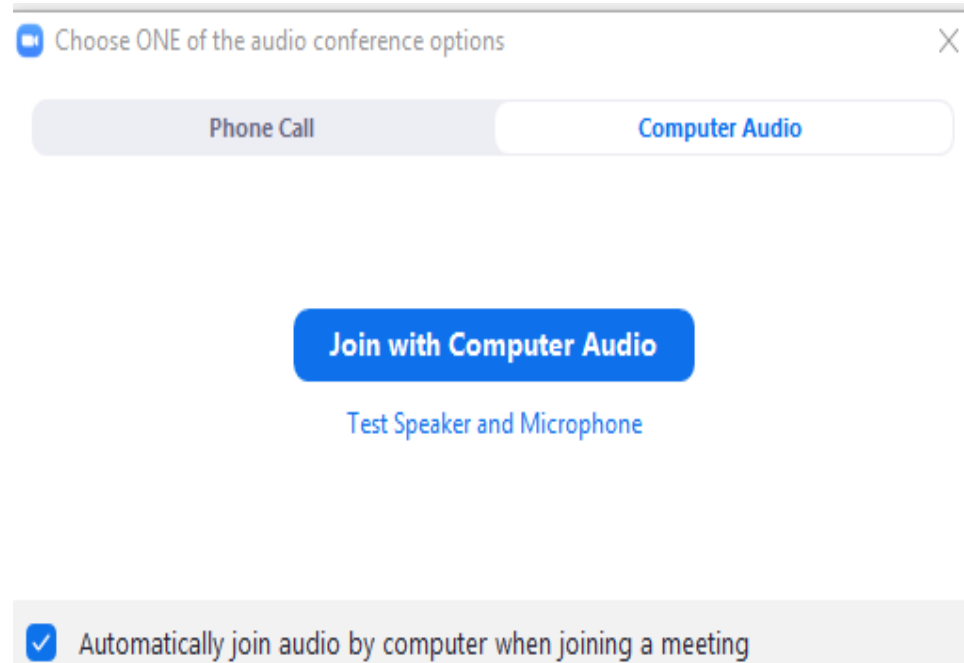 Choose ONE of the audio conference options
Phone Call
Computer Audio
Join with Computer Audio
Test Speaker and Microphone
Automatically join audio by computer when joining a meeting